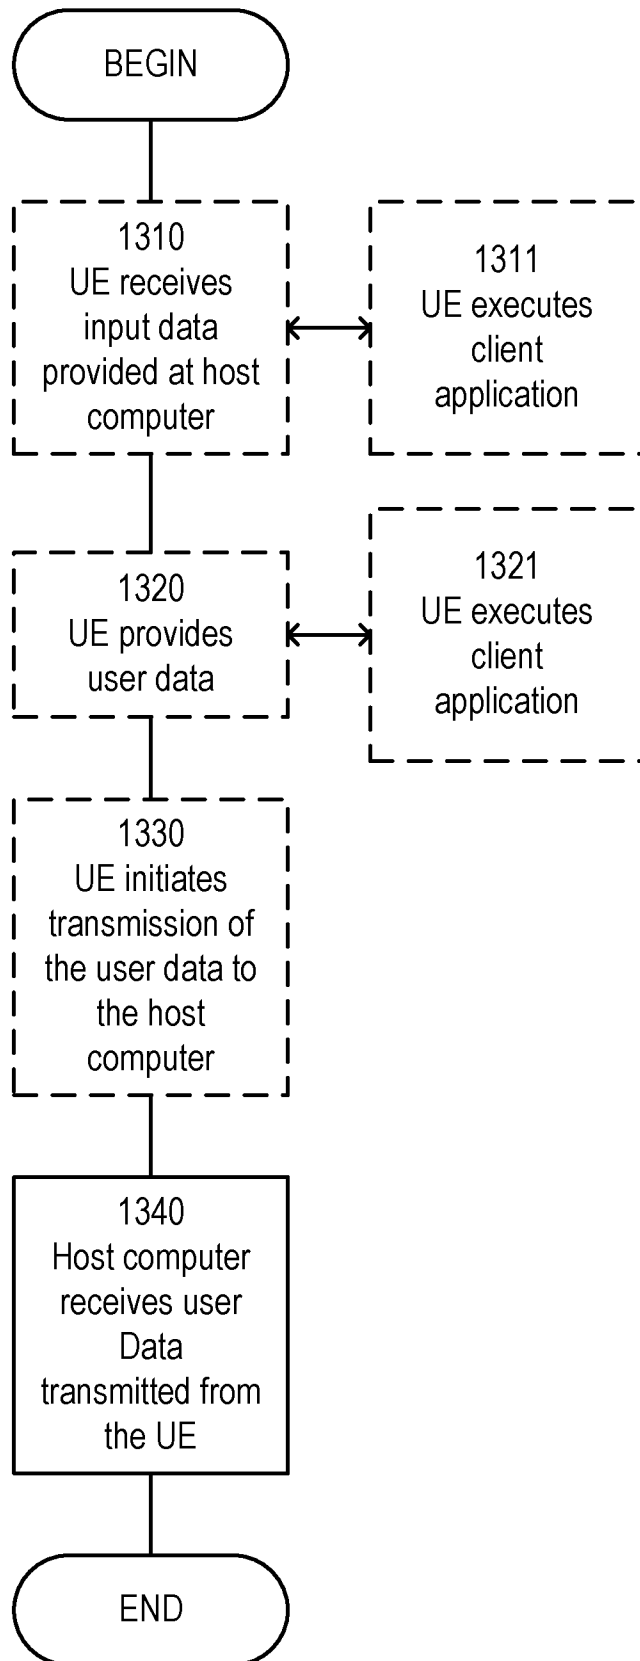 BEGIN
1310
UE receives
input data
provided at host
computer
1311
UE executes
client
application
1320
UE provides
user data
1321
UE executes
client
application
1330
UE initiates
transmission of
the user data to
the host
computer
1340
Host computer
receives user
Data
transmitted from
the UE
END